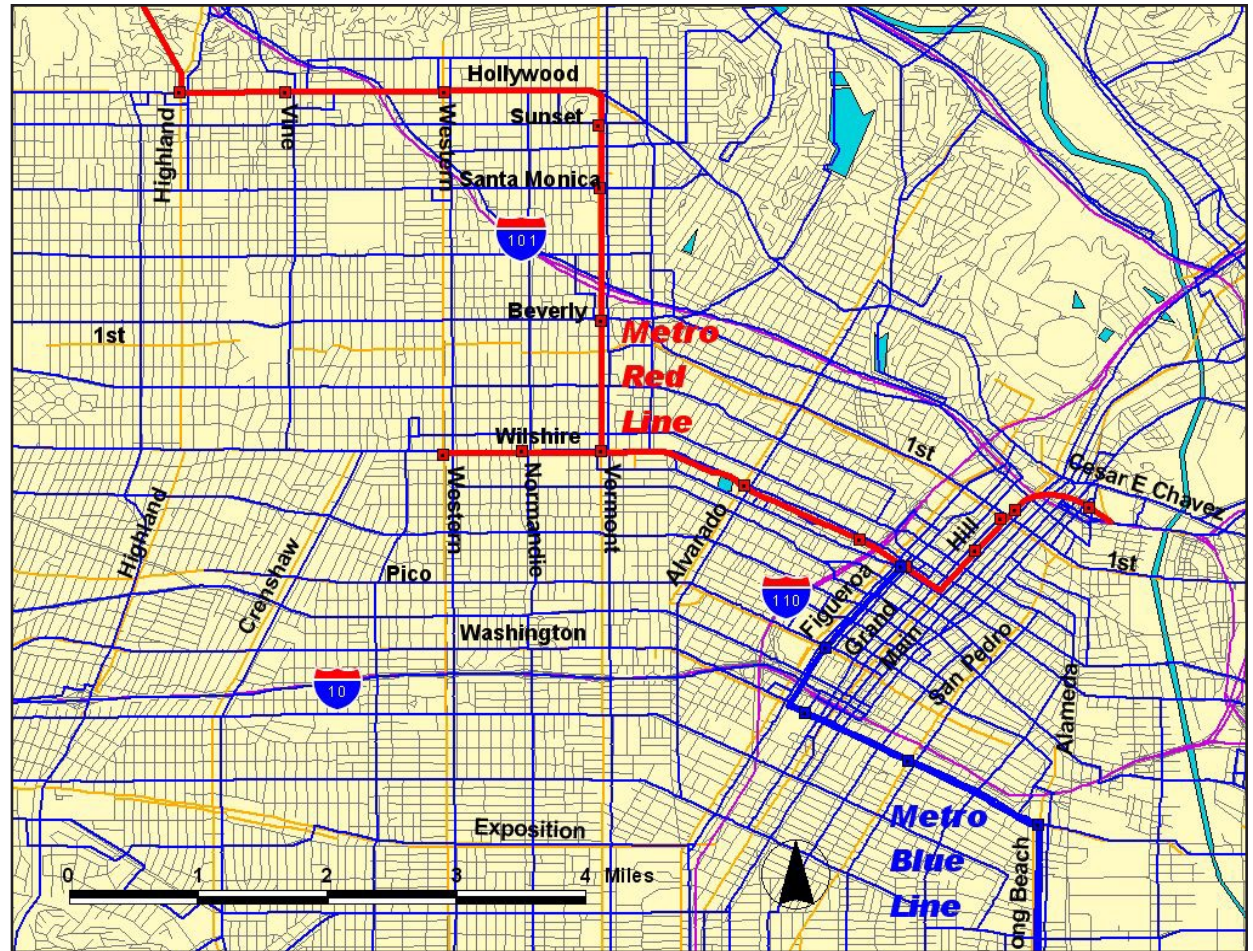 Hollywood
Vine
Highland
Western
Sunset
Santa Monica
101
Beverly
1st
Metro
Red
Line
Wilshire
1st
Cesar E Chavez
Western
Normandie
Vermont
Alvarado
Hill
Highland
Crenshaw
Pico
1st
110
Figueroa
Grand
Main
San Pedro
Washington
10
Alameda
Exposition
Metro
Blue
Line
ong Beach
0 1 2 3 4 Miles